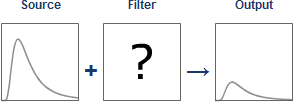 Source Filter Output
+ ? →